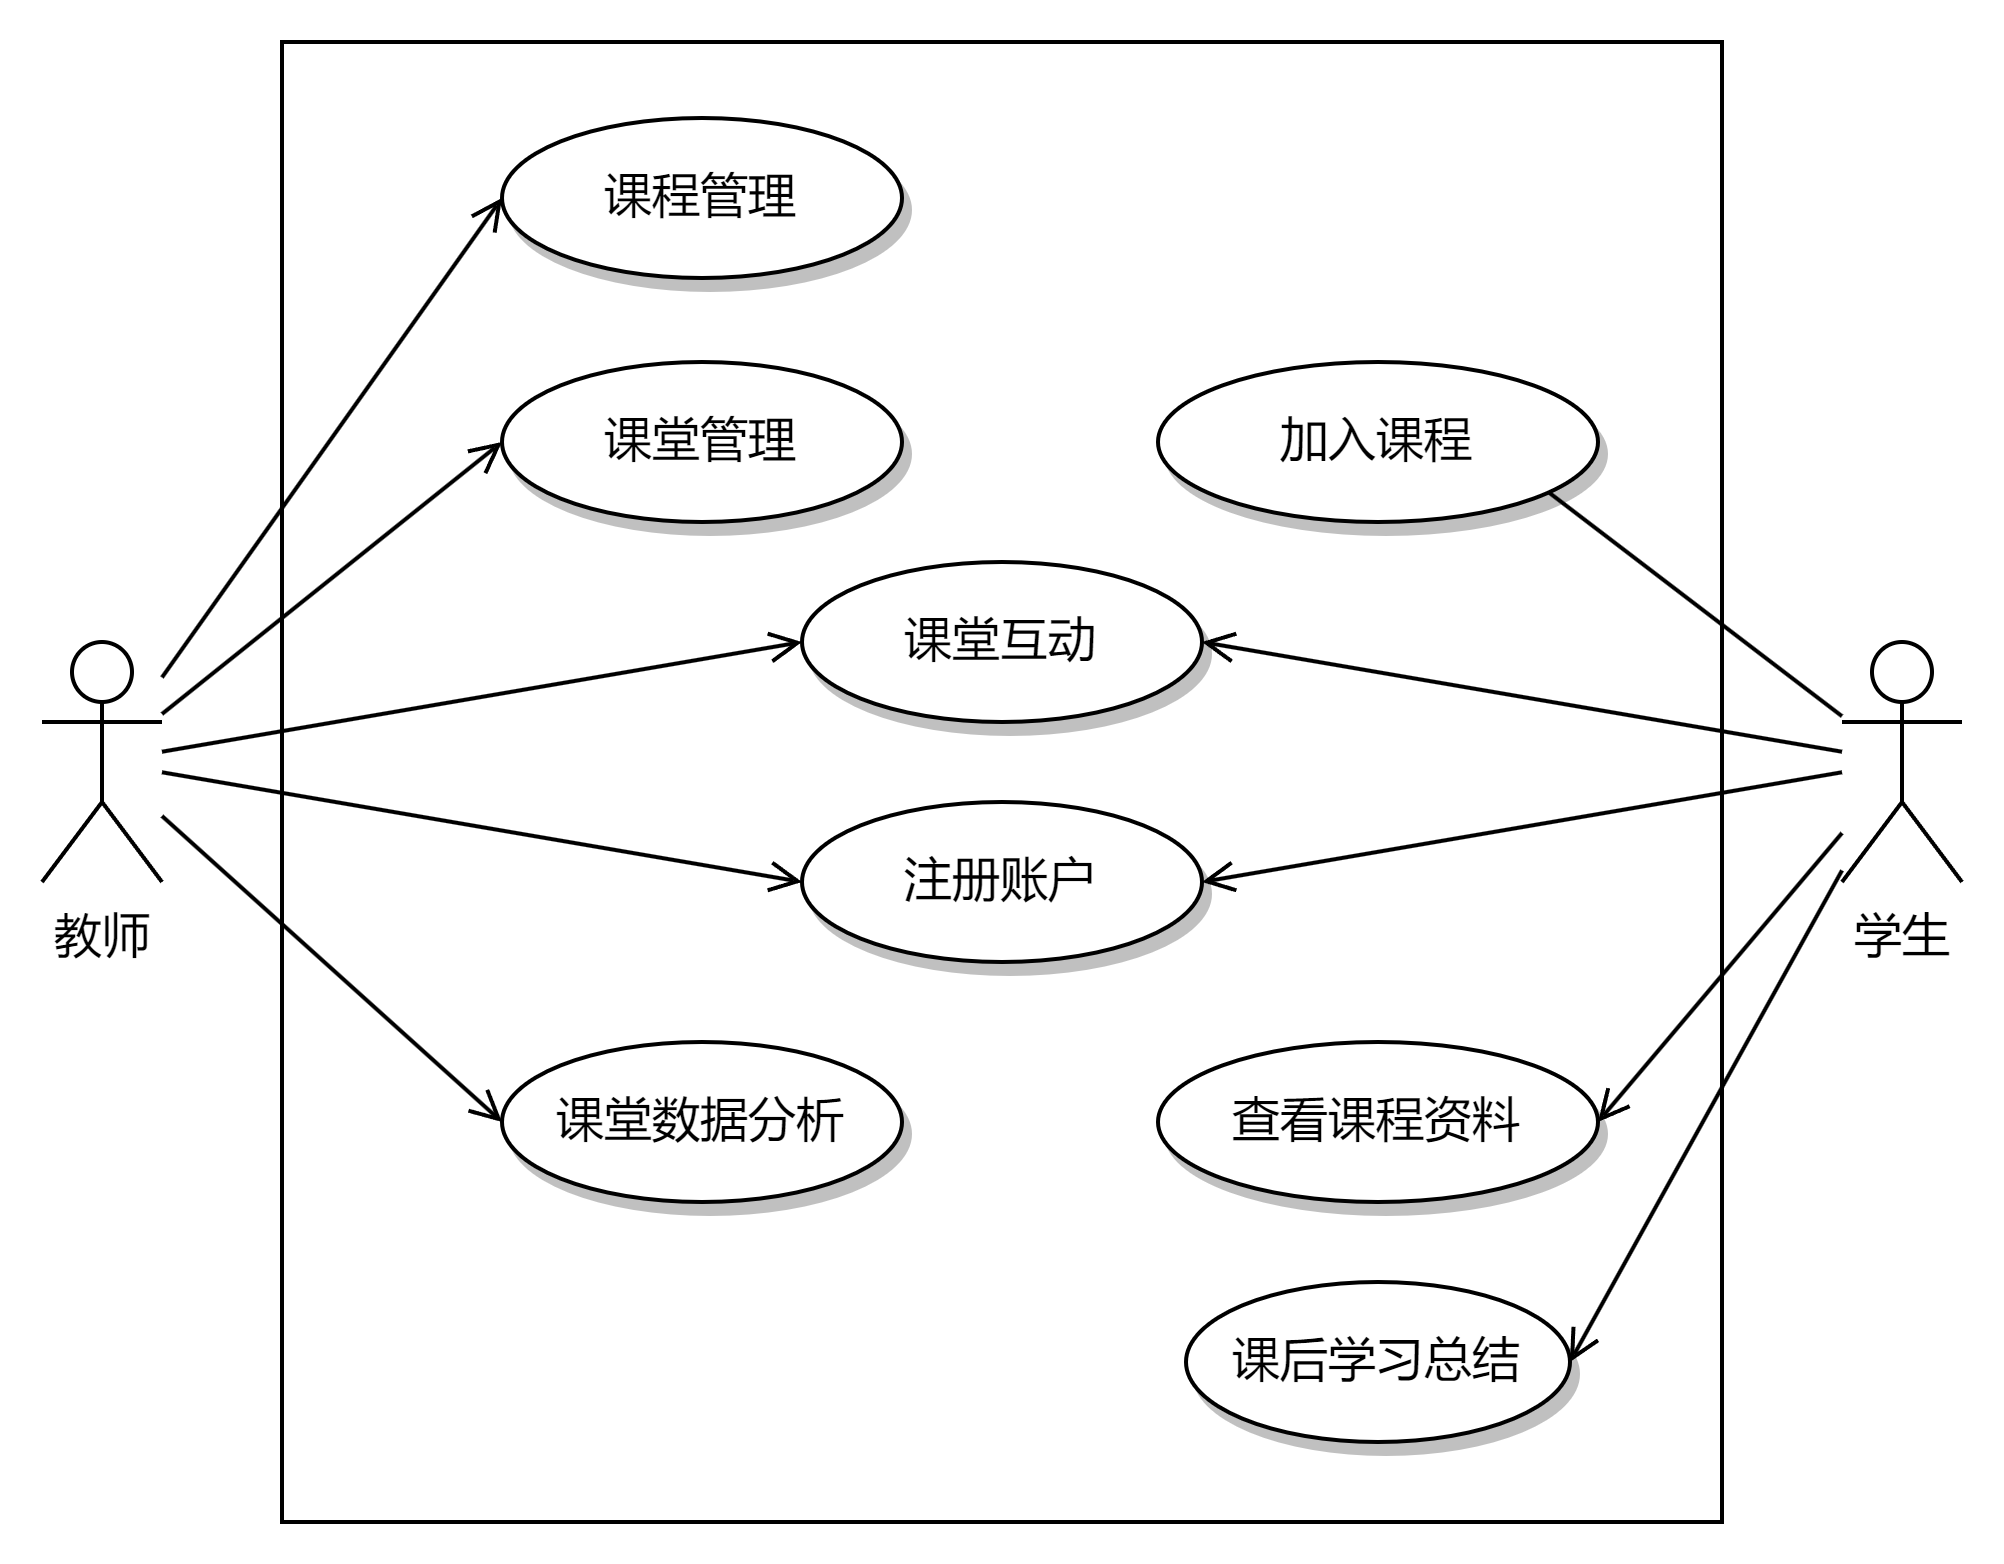 课程管理
课堂管理
加入课程
课堂互动
注册账户
教师
学生
课堂数据分析
查看课程资料
课后学习总结